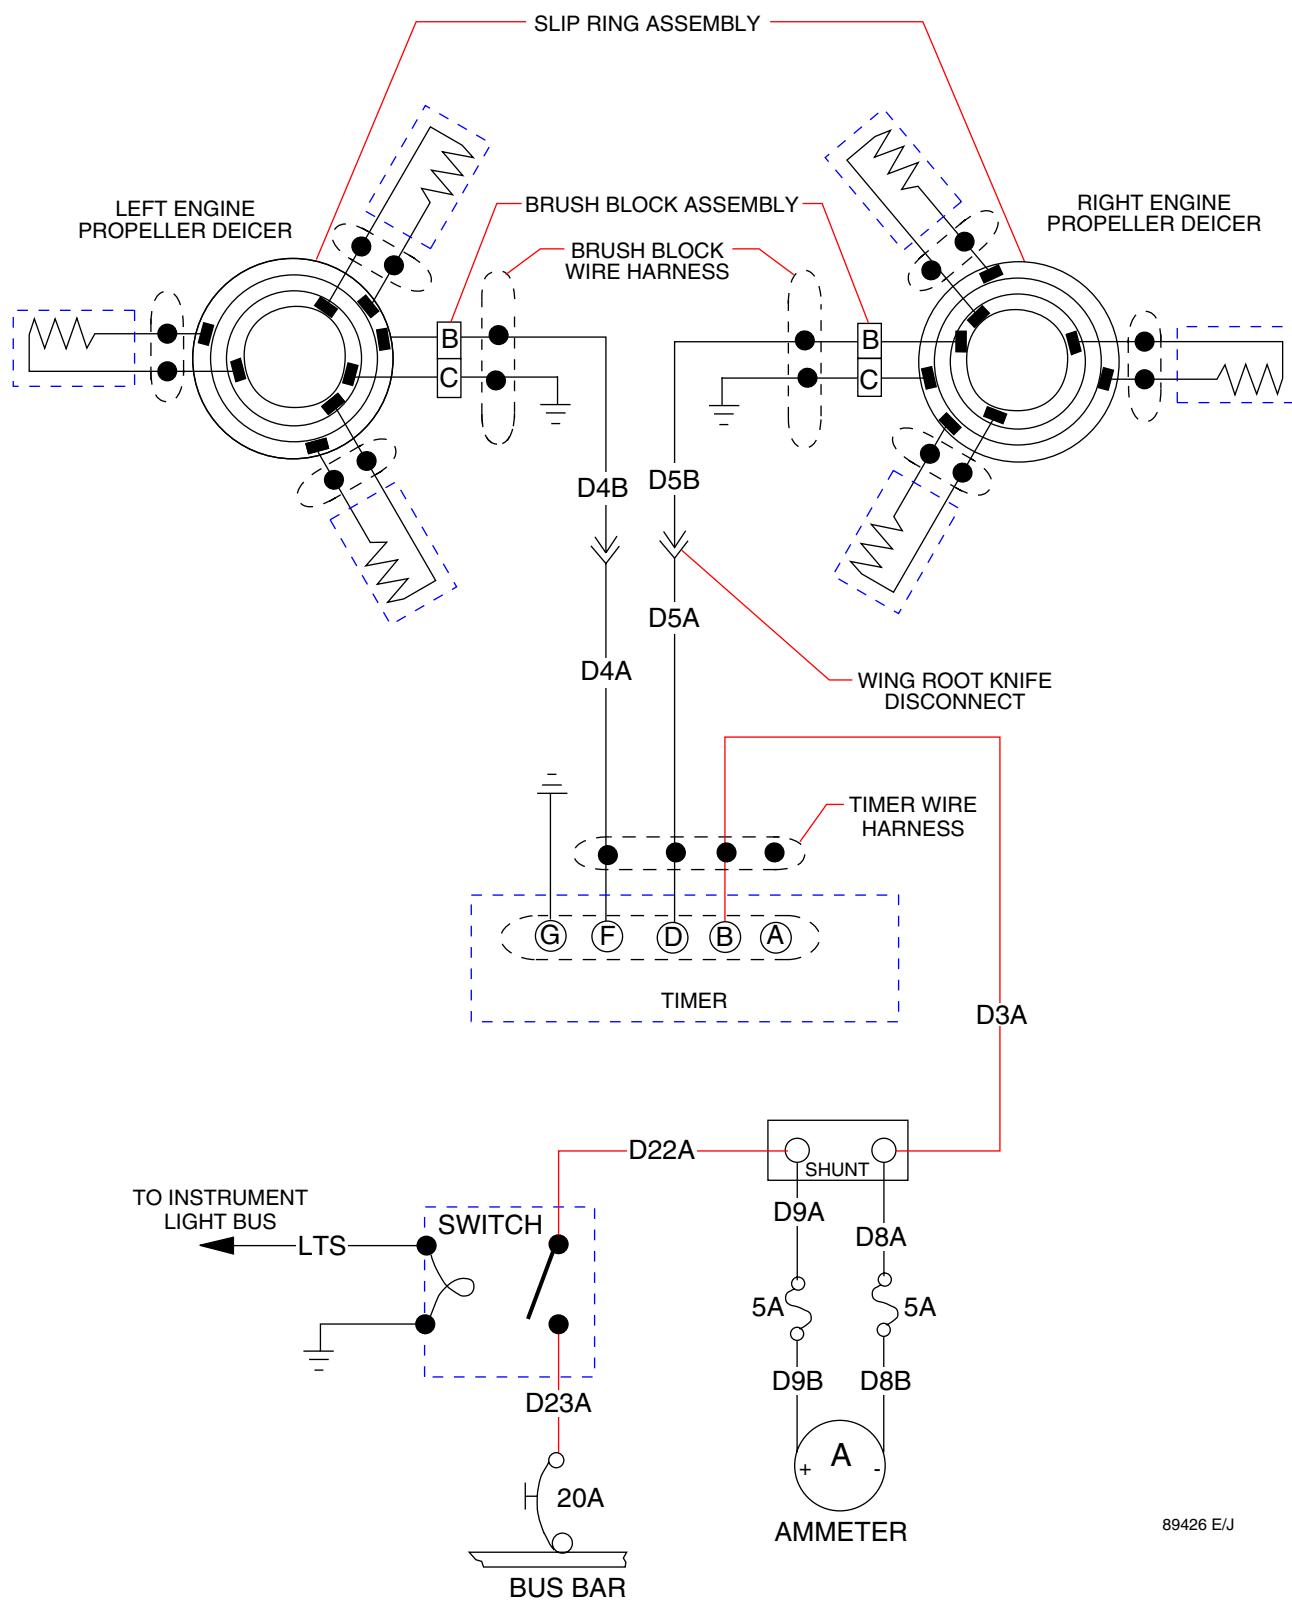 SLIP RING ASSEMBLY
LEFT ENGINE
PROPELLER DEICER
BRUSH BLOCK ASSEMBLY
RIGHT ENGINE
PROPELLER DEICER
BRUSH BLOCK
WIRE HARNESS
B
C
B
C
D4B
D5B
D5A
D4A
WING ROOT KNIFE
DISCONNECT
TIMER WIRE
HARNESS
G F D B A
TIMER
D3A
D22A
SHUNT
TO INSTRUMENT
LIGHT BUS
LTS
SWITCH
D9A
D8A
5A
5A
D9B
D8B
D23A
20A
A
+ -
AMMETER
BUS BAR
89426 E/J